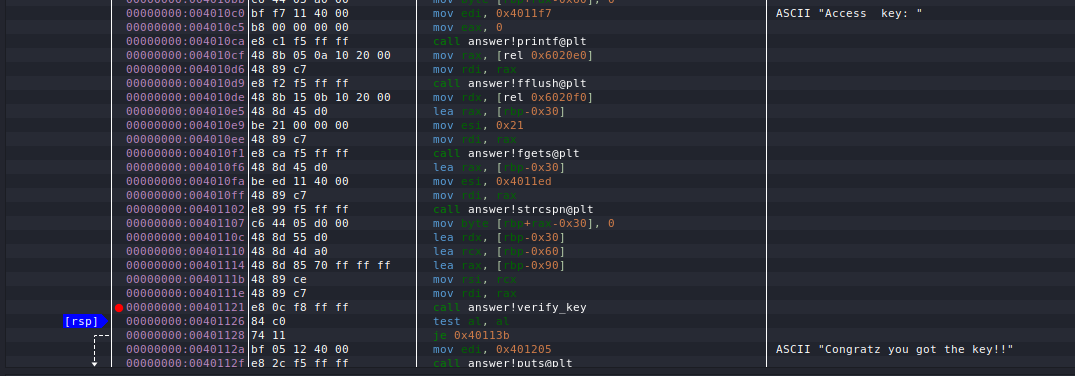 00000000:004010bb c6 44 05 a0 00 mov byte [rbp+rax-0x60], 0
00000000:004010c0 bf f7 11 40 00 mov edi, 0x4011f7 ASCII "Access key: "
00000000:004010c5 b8 00 00 00 00 mov eax, 0
00000000:004010ca e8 c1 f5 ff ff call answer!printf@plt
00000000:004010cf 48 8b 05 0a 10 20 00 mov rax, [rel 0x6020e0]
00000000:004010d6 48 89 c7 mov rdi, rax
00000000:004010d9 e8 f2 f5 ff ff call answer!fflush@plt
00000000:004010de 48 8b 15 0b 10 20 00 mov rdx, [rel 0x6020f0]
00000000:004010e5 48 8d 45 d0 lea rax, [rbp-0x30]
00000000:004010e9 be 21 00 00 00 mov esi, 0x21
00000000:004010ee 48 89 c7 mov rdi, rax
00000000:004010f1 e8 ca f5 ff ff call answer!fgets@plt
00000000:004010f6 48 8d 45 d0 lea rax, [rbp-0x30]
00000000:004010fa be ed 11 40 00 mov esi, 0x4011ed
00000000:004010ff 48 89 c7 mov rdi, rax
00000000:00401102 e8 99 f5 ff ff call answer!strcspn@plt
00000000:00401107 c6 44 05 d0 00 mov byte [rbp+rax-0x30], 0
00000000:0040110c 48 8d 55 d0 lea rdx, [rbp-0x30]
00000000:00401110 48 8d 4d a0 lea rcx, [rbp-0x60]
00000000:00401114 48 8d 85 70 ff ff ff lea rax, [rbp-0x90]
00000000:0040111b 48 89 ce mov rsi, rcx
00000000:0040111e 48 89 c7 mov rdi, rax
00000000:00401121 e8 0c f8 ff ff call answer!verify_key
[rsp] 00000000:00401126 84 c0 test al, al
00000000:00401128 74 11 je 0x40113b
00000000:0040112a bf 05 12 40 00 mov edi, 0x401205 ASCII "Congratz you got the key!!"
00000000:0040112f e8 2c f5 ff ff call answer!puts@plt